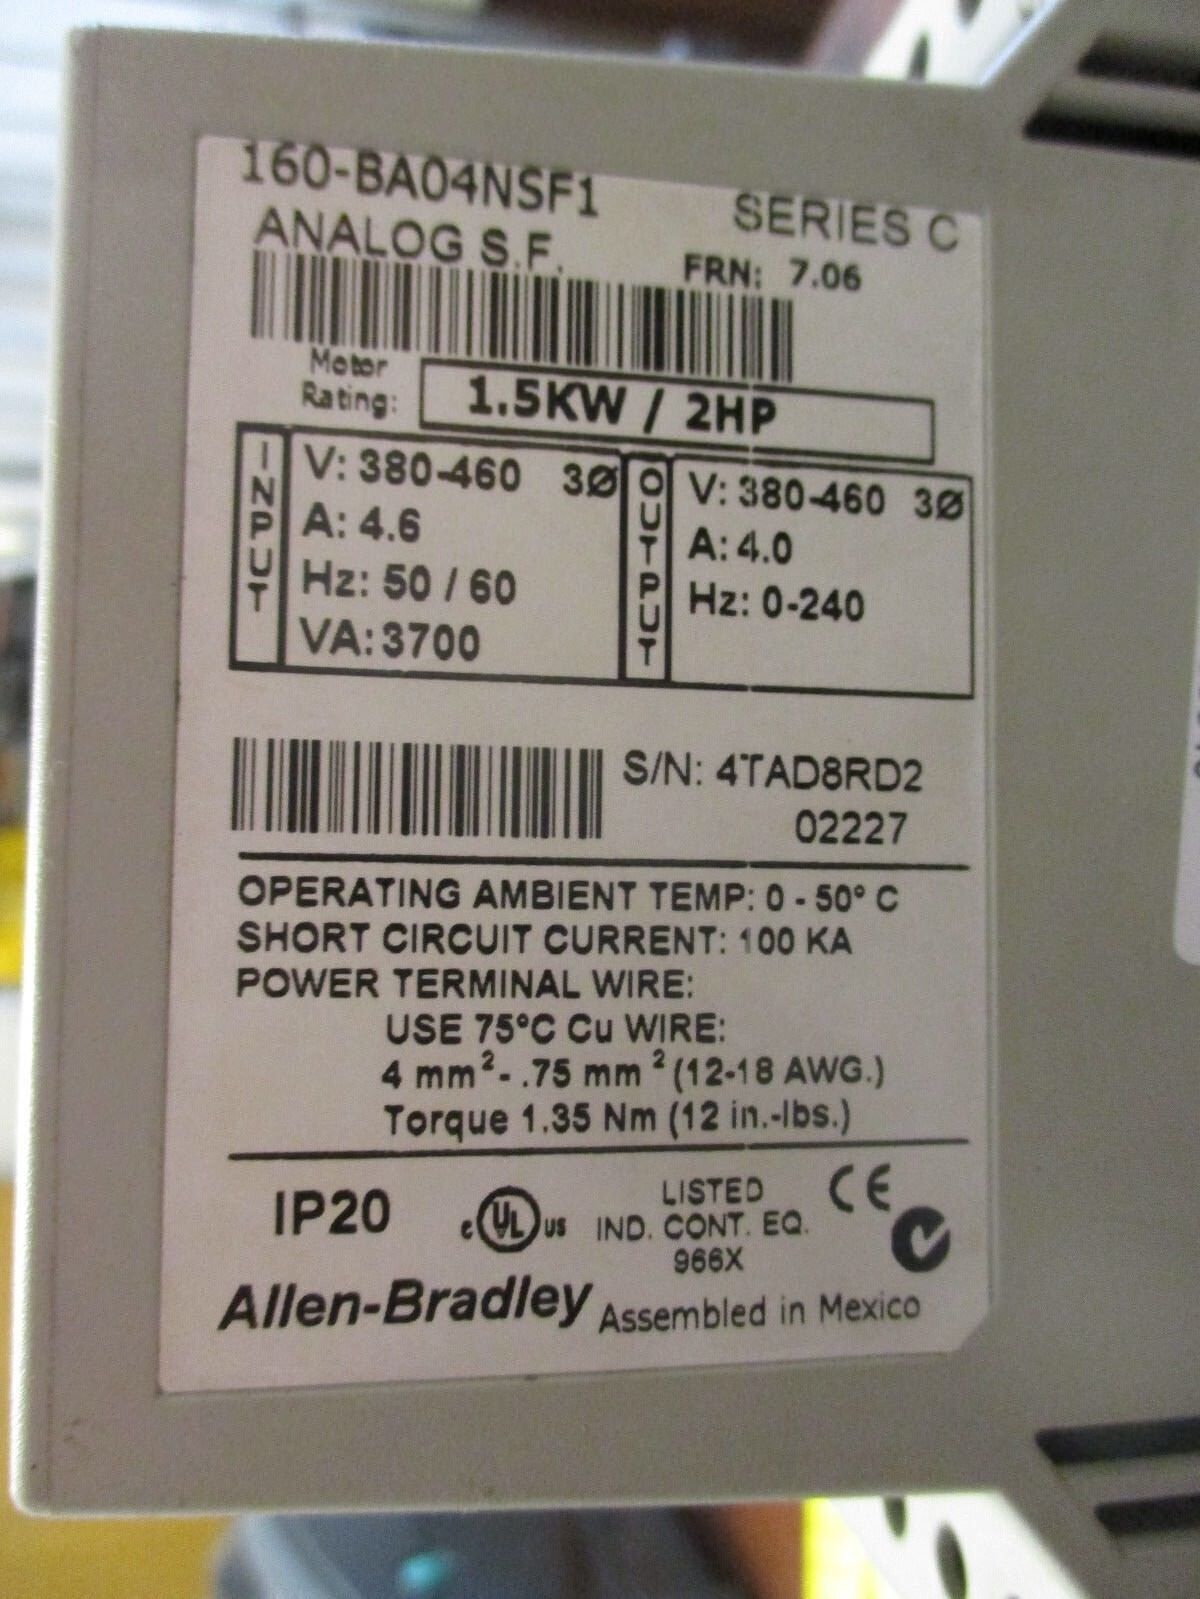 160-BA04NSF1
SERIES C
ANALOG S.F.
FRN: 7.06
Motor
Rating:
1.5KW / 2HP
INPUT
V: 380-460 3Ø
A: 4.6
Hz: 50 / 60
VA: 3700
OUTPUT
V: 380-460 3Ø
A: 4.0
Hz: 0-240
S/N: 4TAD8RD2
02227
OPERATING AMBIENT TEMP: 0 - 50° C
SHORT CIRCUIT CURRENT: 100 KA
POWER TERMINAL WIRE:
USE 75°C Cu WIRE:
4 mm² - .75 mm² (12-18 AWG.)
Torque 1.35 Nm (12 in.-lbs.)
IP20
c UL us
LISTED
IND. CONT. EQ.
966X
CE
Allen-Bradley Assembled in Mexico